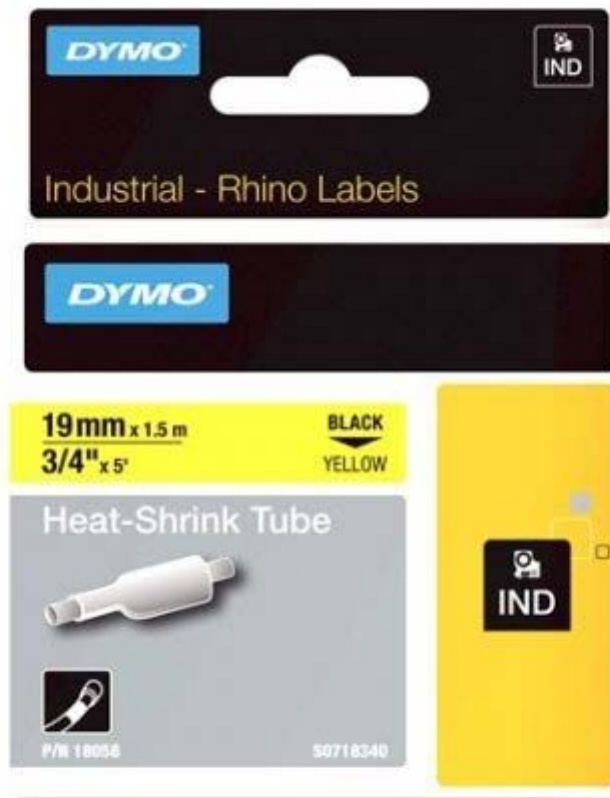 DYMO
IND
Industrial - Rhino Labels
DYMO
19mm x 1.5 m
3/4" x 5'
BLACK
YELLOW
Heat-Shrink Tube
IND
P/N 18058
S0718340